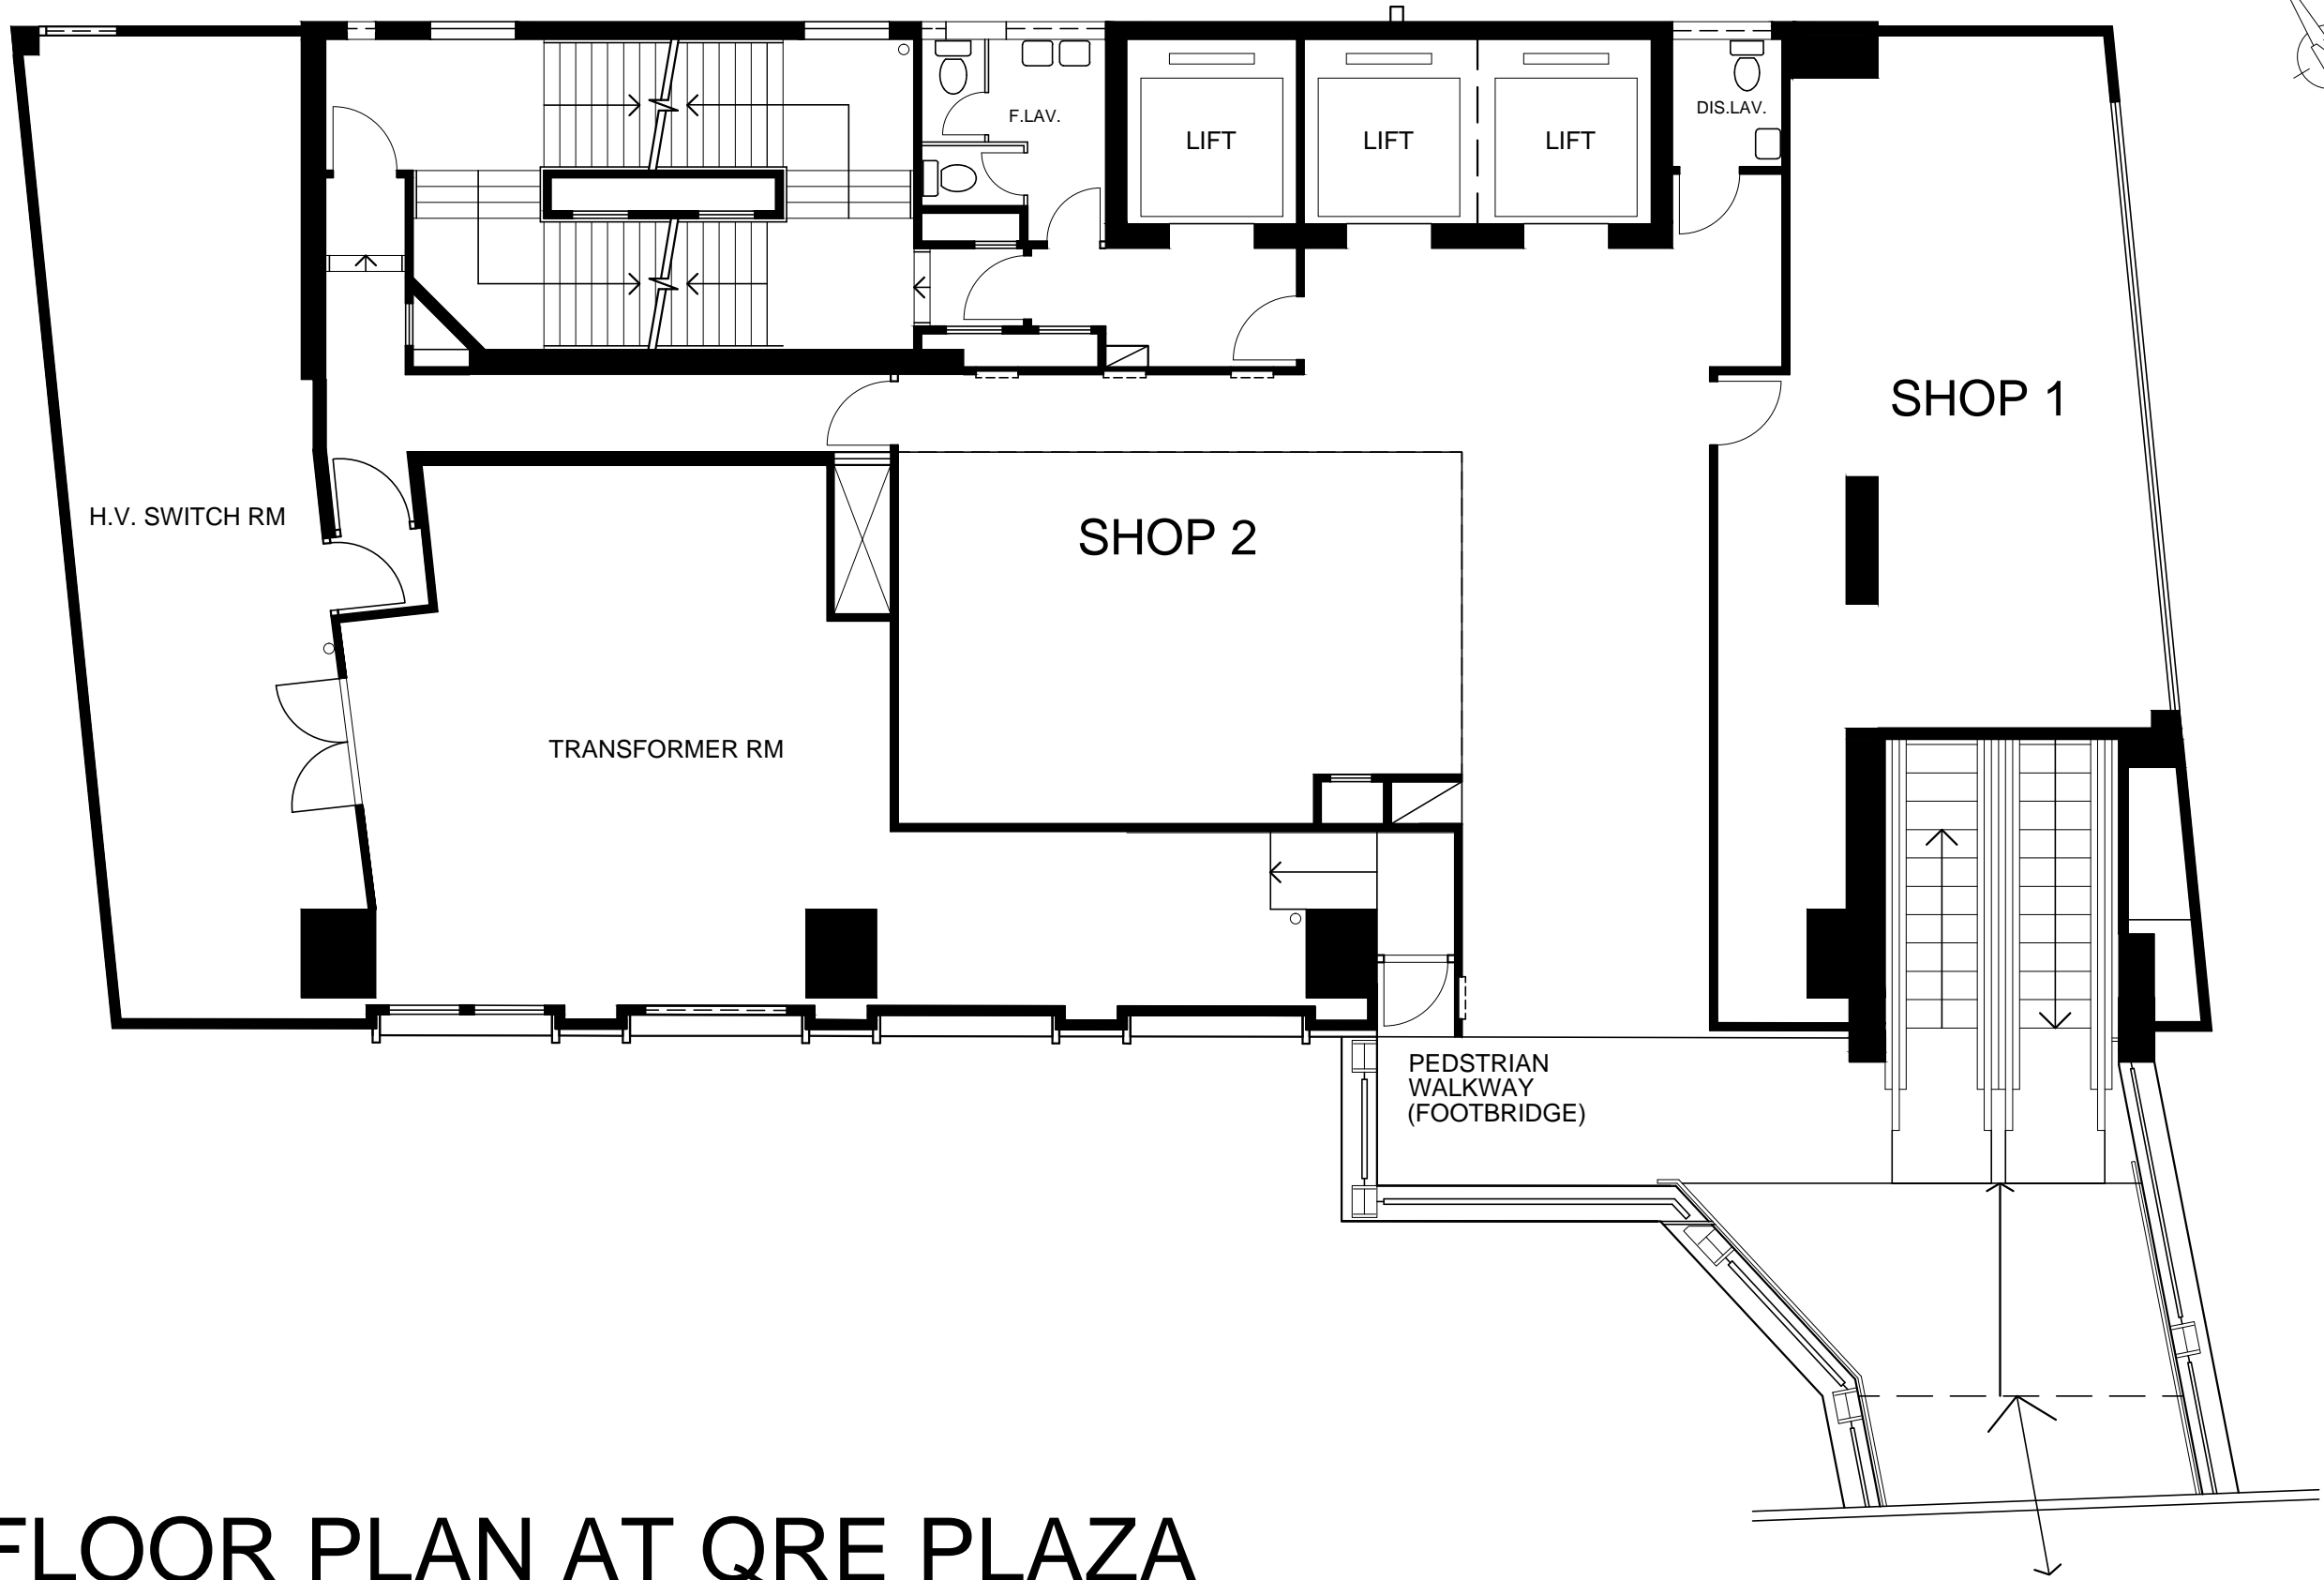 F.LAV.
DIS.LAV.
LIFT
LIFT
LIFT
SHOP 1
H.V. SWITCH RM
SHOP 2
TRANSFORMER RM
PEDSTRIAN
WALKWAY
(FOOTBRIDGE)
FLOOR PLAN AT QRE PLAZA